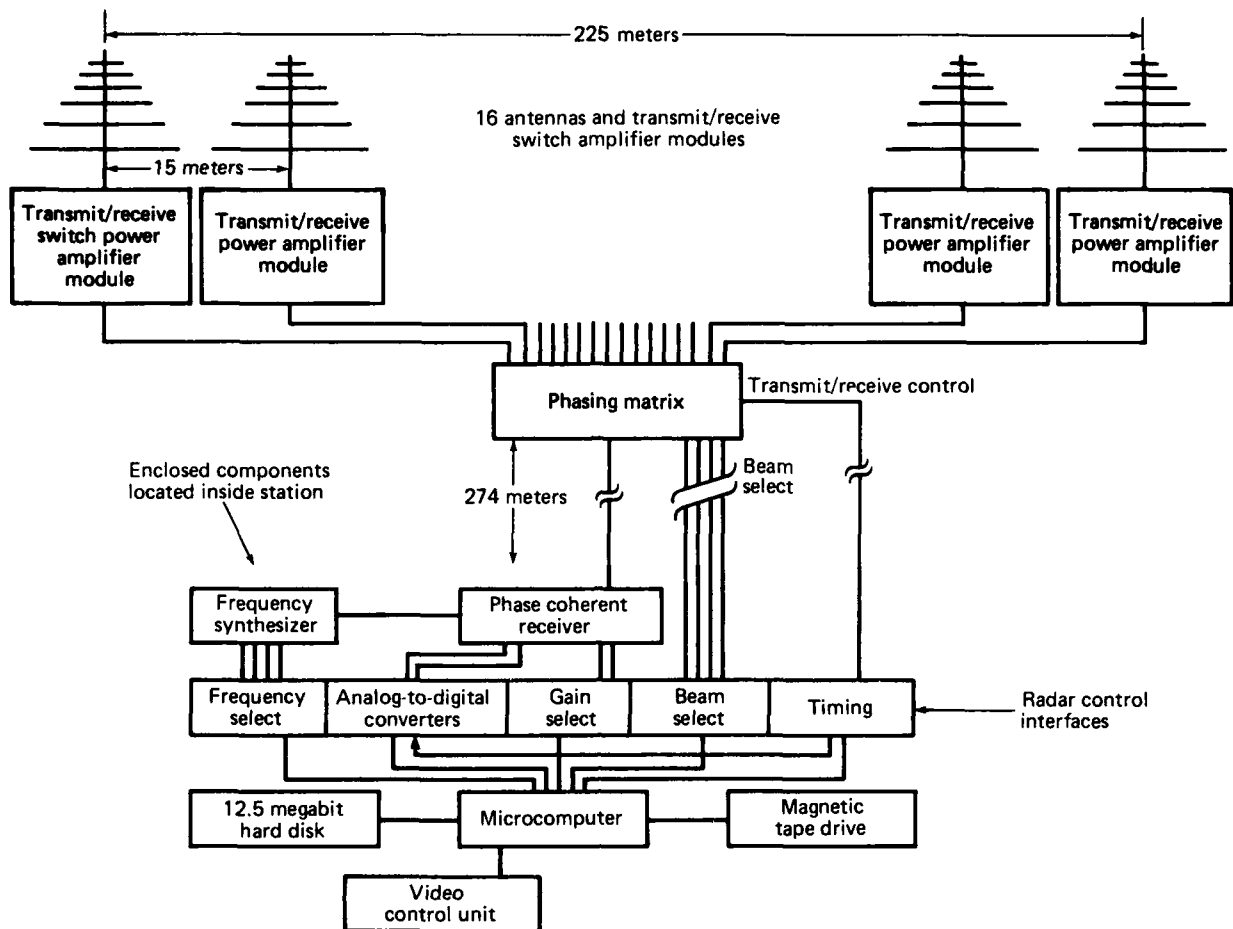 225 meters
16 antennas and transmit/receive
switch amplifier modules
15 meters
Transmit/receive
switch power
amplifier
module
Transmit/receive
power amplifier
module
Transmit/receive
power amplifier
module
Transmit/receive
power amplifier
module
Phasing matrix
Transmit/receive control
Enclosed components
located inside station
274 meters
Beam
select
Frequency
synthesizer
Phase coherent
receiver
Frequency
select
Analog-to-digital
converters
Gain
select
Beam
select
Timing
Radar control
interfaces
12.5 megabit
hard disk
Microcomputer
Magnetic
tape drive
Video
control unit